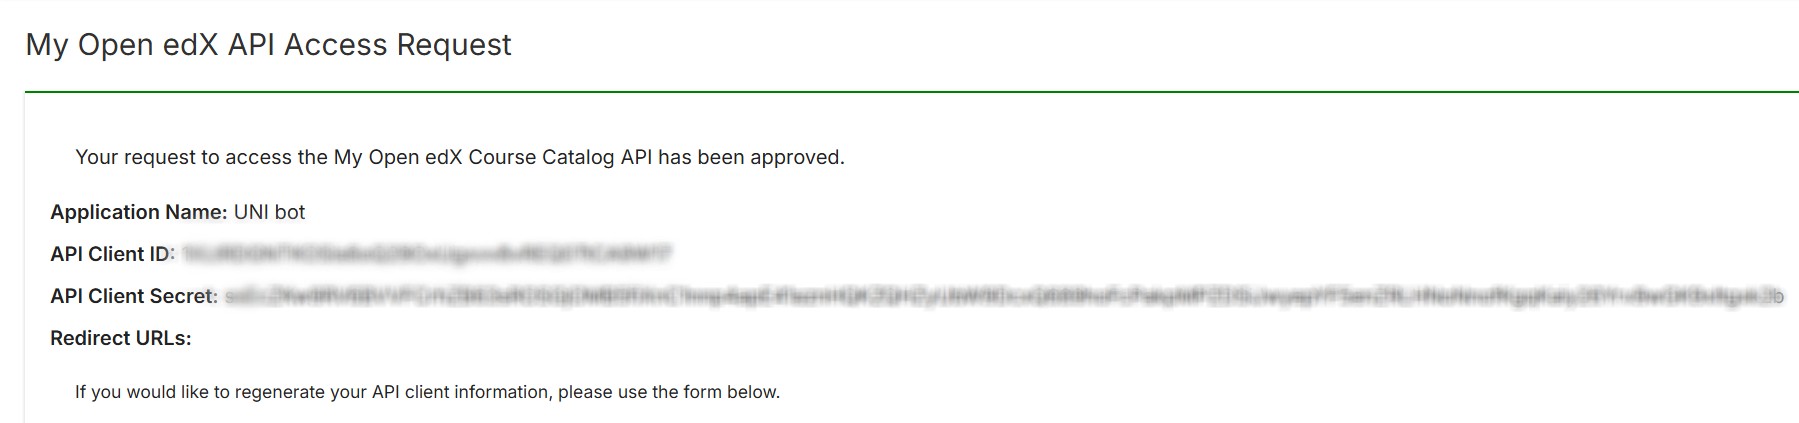 My Open edX API Access Request
Your request to access the My Open edX Course Catalog API has been approved.
Application Name: UNI bot
API Client ID:
API Client Secret:
Redirect URLs:
If you would like to regenerate your API client information, please use the form below.